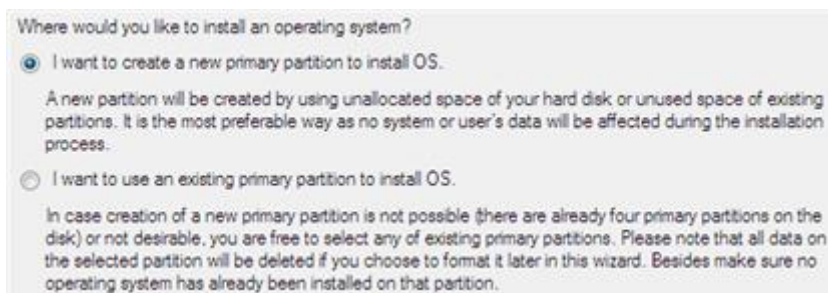 Where would you like to install an operating system?
I want to create a new primary partition to install OS.
A new partition will be created by using unallocated space of your hard disk or unused space of existing
partitions. It is the most preferable way as no system or user's data will be affected during the installation
process.
I want to use an existing primary partition to install OS.
In case creation of a new primary partition is not possible (there are already four primary partitions on the
disk) or not desirable, you are free to select any of existing primary partitions. Please note that all data on
the selected partition will be deleted if you choose to format it later in this wizard. Besides make sure no
operating system has already been installed on that partition.